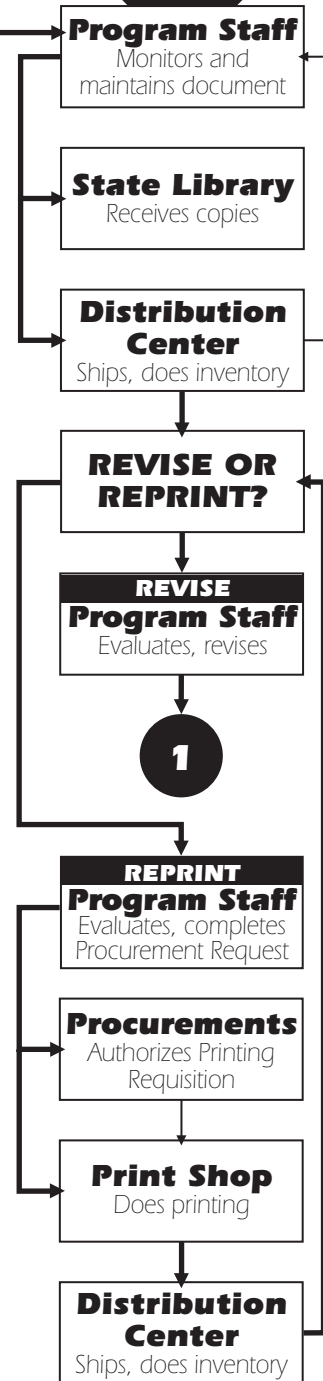 Program Staff
Monitors and
maintains document
State Library
Receives copies
Distribution
Center
Ships, does inventory
REVISE OR
REPRINT?
REVISE
Program Staff
Evaluates, revises
1
REPRINT
Program Staff
Evaluates, completes
Procurement Request
Procurements
Authorizes Printing
Requisition
Print Shop
Does printing
Distribution
Center
Ships, does inventory